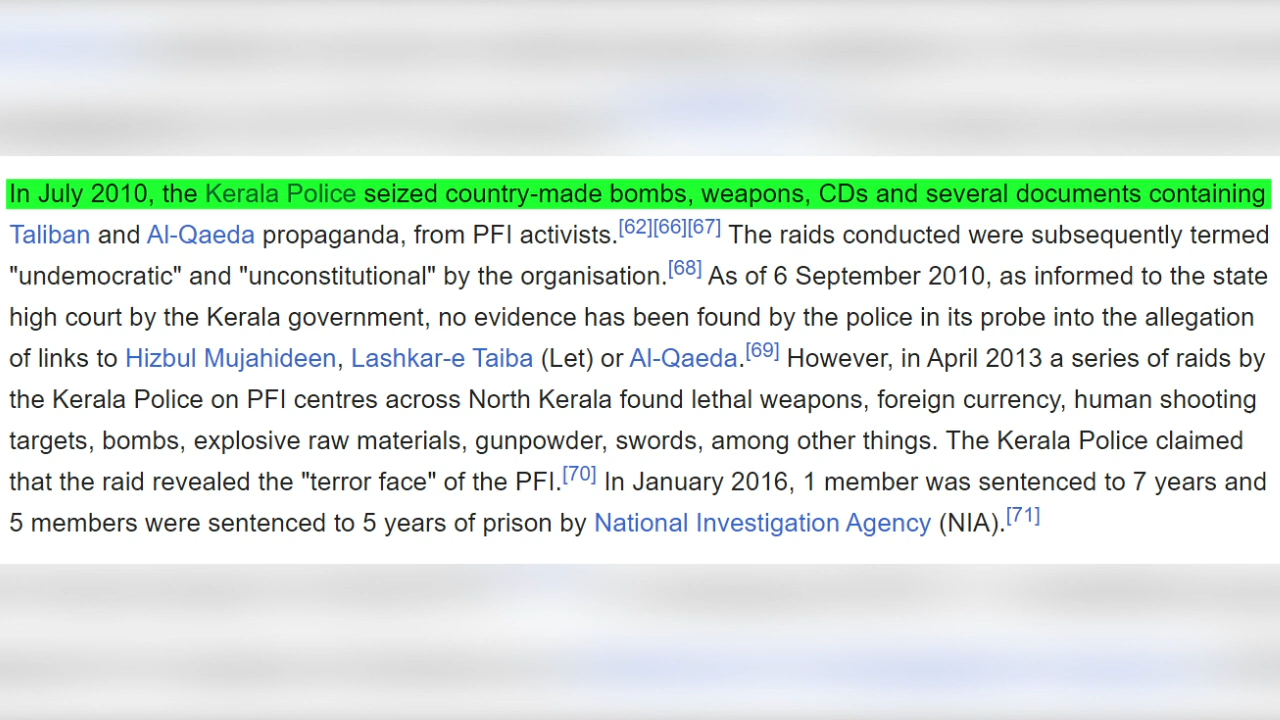 In July 2010, the Kerala Police seized country-made bombs, weapons, CDs and several documents containing
Taliban and Al-Qaeda propaganda, from PFI activists.[62][66][67] The raids conducted were subsequently termed
"undemocratic" and "unconstitutional" by the organisation.[68] As of 6 September 2010, as informed to the state
high court by the Kerala government, no evidence has been found by the police in its probe into the allegation
of links to Hizbul Mujahideen, Lashkar-e Taiba (Let) or Al-Qaeda.[69] However, in April 2013 a series of raids by
the Kerala Police on PFI centres across North Kerala found lethal weapons, foreign currency, human shooting
targets, bombs, explosive raw materials, gunpowder, swords, among other things. The Kerala Police claimed
that the raid revealed the "terror face" of the PFI.[70] In January 2016, 1 member was sentenced to 7 years and
5 members were sentenced to 5 years of prison by National Investigation Agency (NIA).[71]